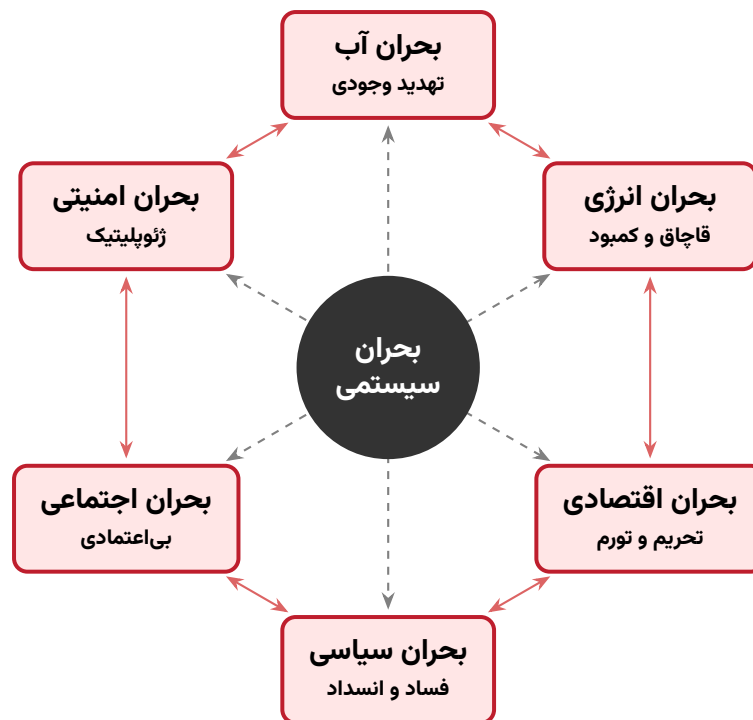 بحران آب
تهدید وجودی
بحران انرژی
قاچاق و کمبود
بحران امنیتی
ژئوپلیتیک
بحران
سیستمی
بحران اقتصادی
تحریم و تورم
بحران اجتماعی
بی‌اعتمادی
بحران سیاسی
فساد و انسداد